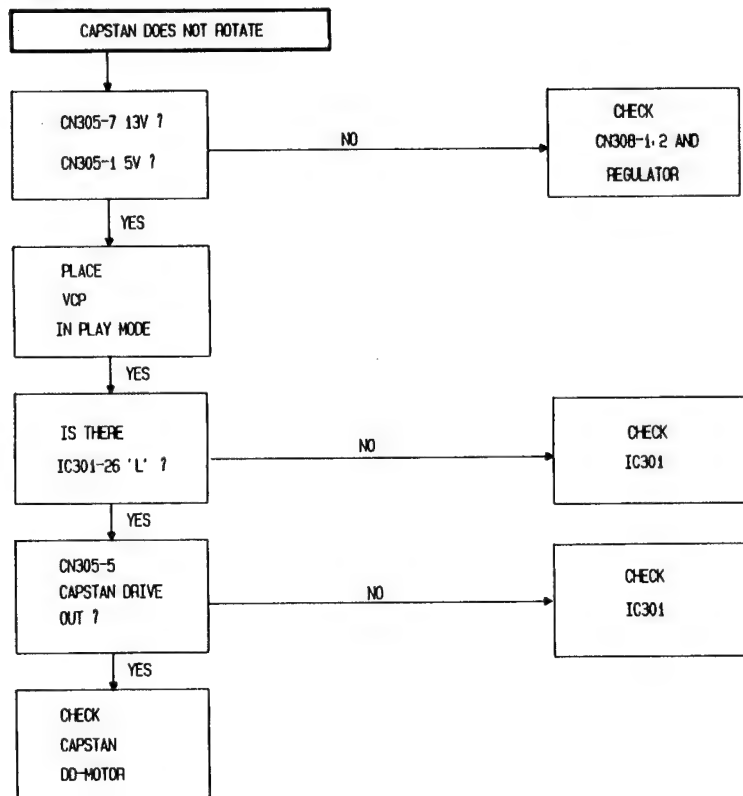 CAPSTAN DOES NOT ROTATE
CN305-7 13V ?
CN305-1 5V ?
NO
CHECK
CN308-1,2 AND
REGULATOR
YES
PLACE
VCP
IN PLAY MODE
YES
IS THERE
IC301-26 'L' ?
NO
CHECK
IC301
YES
CN305-5
CAPSTAN DRIVE
OUT ?
NO
CHECK
IC301
YES
CHECK
CAPSTAN
DD-MOTOR